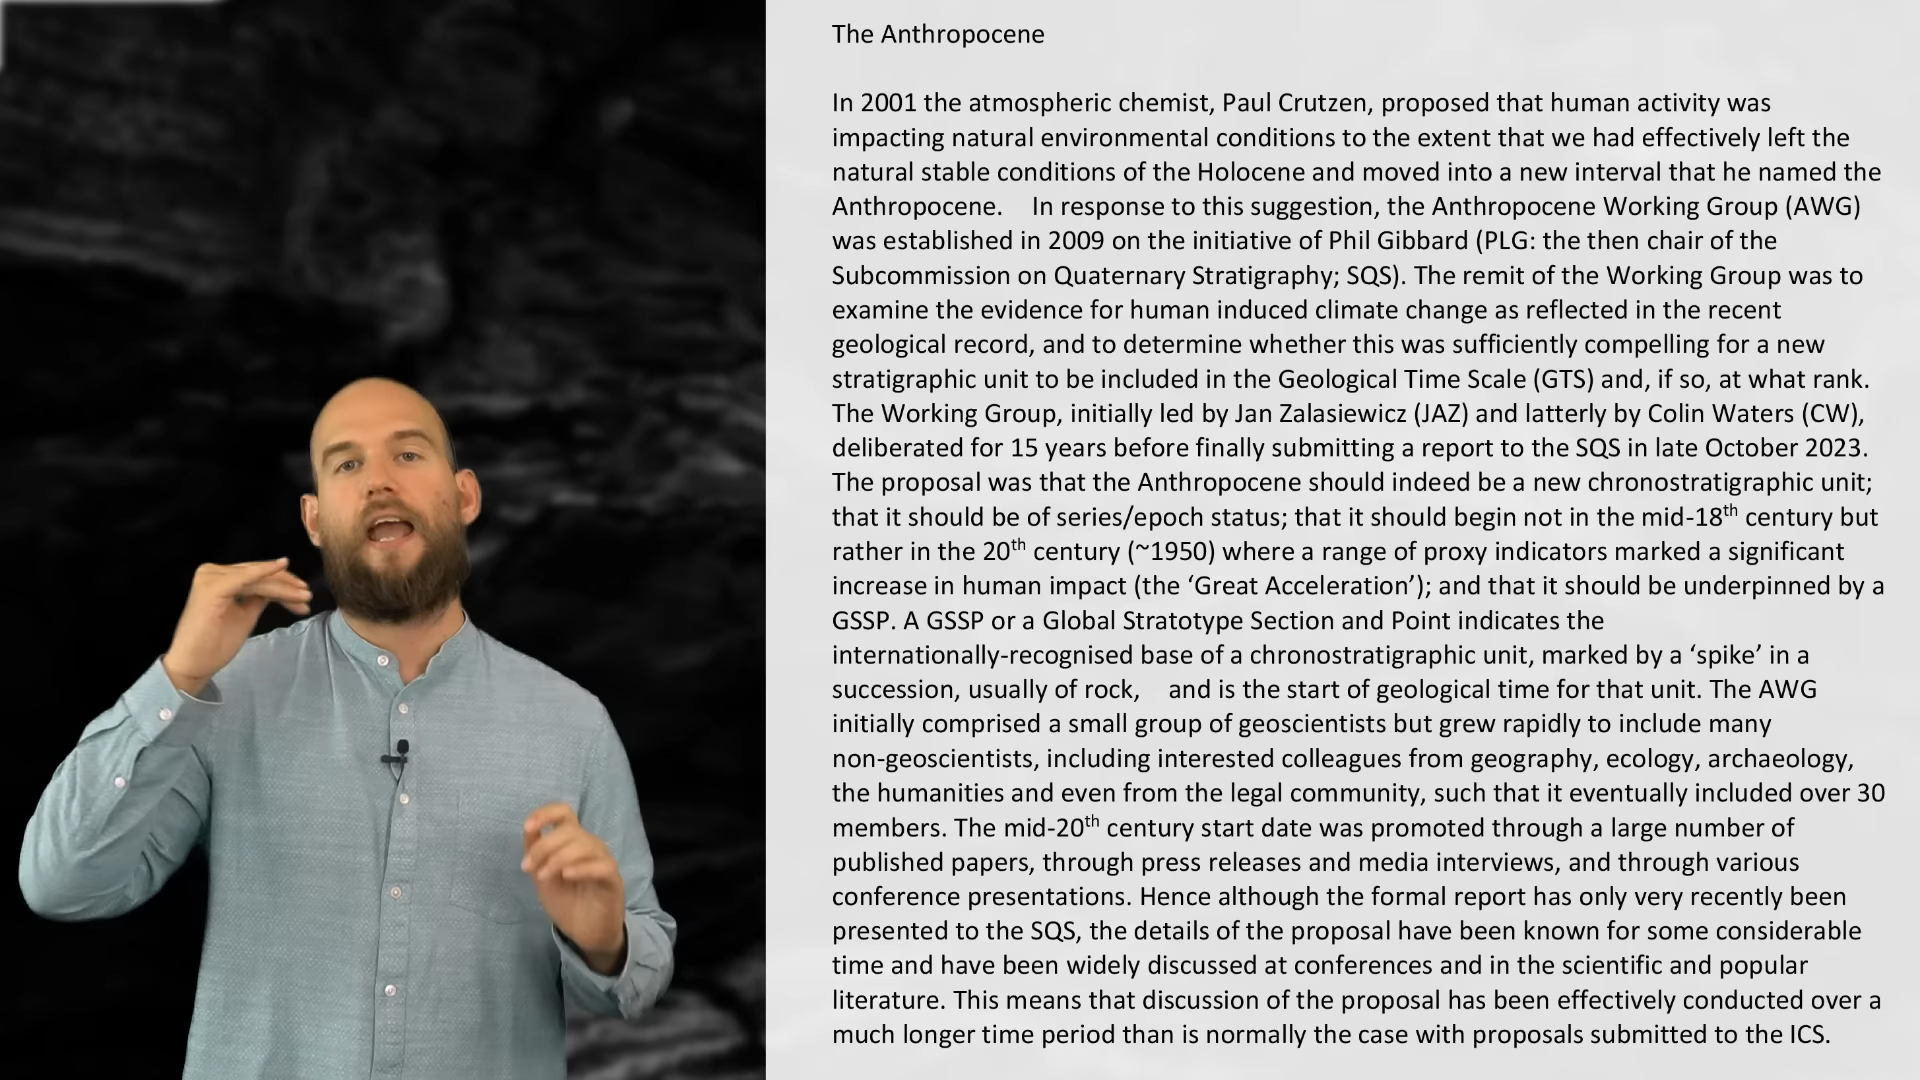 The Anthropocene
In 2001 the atmospheric chemist, Paul Crutzen, proposed that human activity was
impacting natural environmental conditions to the extent that we had effectively left the
natural stable conditions of the Holocene and moved into a new interval that he named the
Anthropocene. In response to this suggestion, the Anthropocene Working Group (AWG)
was established in 2009 on the initiative of Phil Gibbard (PLG: the then chair of the
Subcommission on Quaternary Stratigraphy; SQS). The remit of the Working Group was to
examine the evidence for human induced climate change as reflected in the recent
geological record, and to determine whether this was sufficiently compelling for a new
stratigraphic unit to be included in the Geological Time Scale (GTS) and, if so, at what rank.
The Working Group, initially led by Jan Zalasiewicz (JAZ) and latterly by Colin Waters (CW),
deliberated for 15 years before finally submitting a report to the SQS in late October 2023.
The proposal was that the Anthropocene should indeed be a new chronostratigraphic unit;
that it should be of series/epoch status; that it should begin not in the mid-18th century but
rather in the 20th century (~1950) where a range of proxy indicators marked a significant
increase in human impact (the ‘Great Acceleration’); and that it should be underpinned by a
GSSP. A GSSP or a Global Stratotype Section and Point indicates the
internationally-recognised base of a chronostratigraphic unit, marked by a ‘spike’ in a
succession, usually of rock, and is the start of geological time for that unit. The AWG
initially comprised a small group of geoscientists but grew rapidly to include many
non-geoscientists, including interested colleagues from geography, ecology, archaeology,
the humanities and even from the legal community, such that it eventually included over 30
members. The mid-20th century start date was promoted through a large number of
published papers, through press releases and media interviews, and through various
conference presentations. Hence although the formal report has only very recently been
presented to the SQS, the details of the proposal have been known for some considerable
time and have been widely discussed at conferences and in the scientific and popular
literature. This means that discussion of the proposal has been effectively conducted over a
much longer time period than is normally the case with proposals submitted to the ICS.